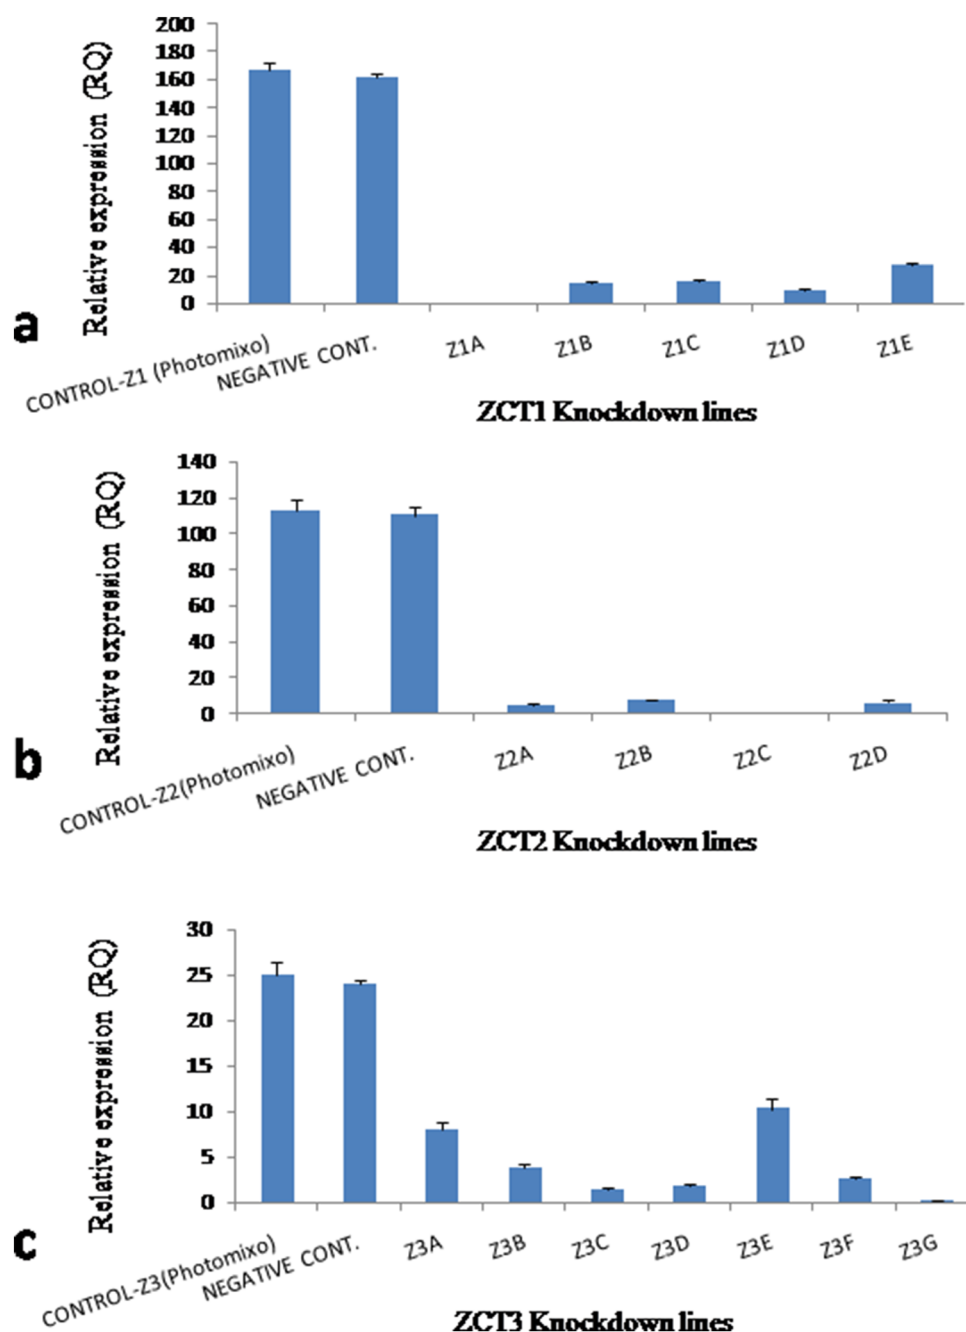 200
180
160
140
120
100
80
60
40
20
0
Relative expression (RQ)
a
CONTROL-Z1 (Photomixo)
NEGATIVE CONT.
Z1A
Z1B
Z1C
Z1D
Z1E
ZCT1 Knockdown lines
140
120
100
80
60
40
20
0
Relative expression (RQ)
b
CONTROL-Z2(Photomixo)
NEGATIVE CONT.
Z2A
Z2B
Z2C
Z2D
ZCT2 Knockdown lines
30
25
20
15
10
5
0
Relative expression (RQ)
c
CONTROL-Z3(Photomixo)
NEGATIVE CONT.
Z3A
Z3B
Z3C
Z3D
Z3E
Z3F
Z3G
ZCT3 Knockdown lines